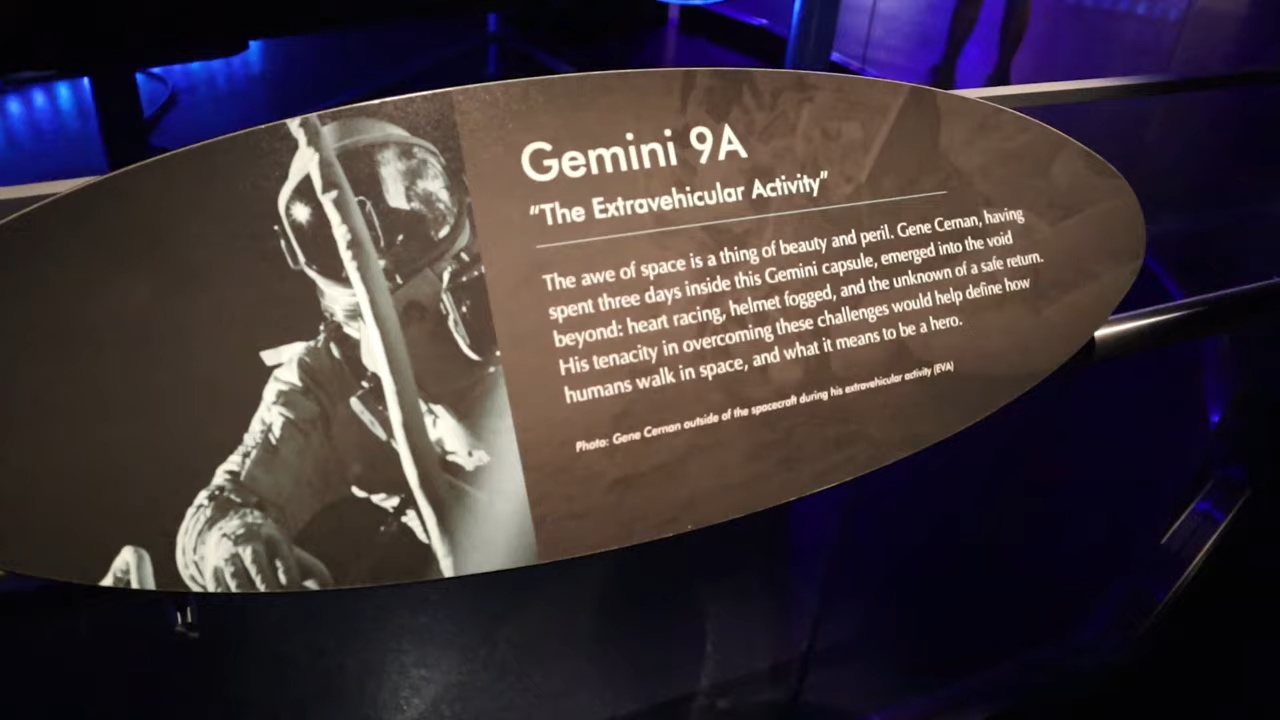 Gemini 9A
“The Extravehicular Activity”
The awe of space is a thing of beauty and peril. Gene Cernan, having
spent three days inside this Gemini capsule, emerged into the void
beyond: heart racing, helmet fogged, and the unknown of a safe return.
His tenacity in overcoming these challenges would help define how
humans walk in space, and what it means to be a hero.
Photo: Gene Cernan outside of the spacecraft during his extravehicular activity (EVA)